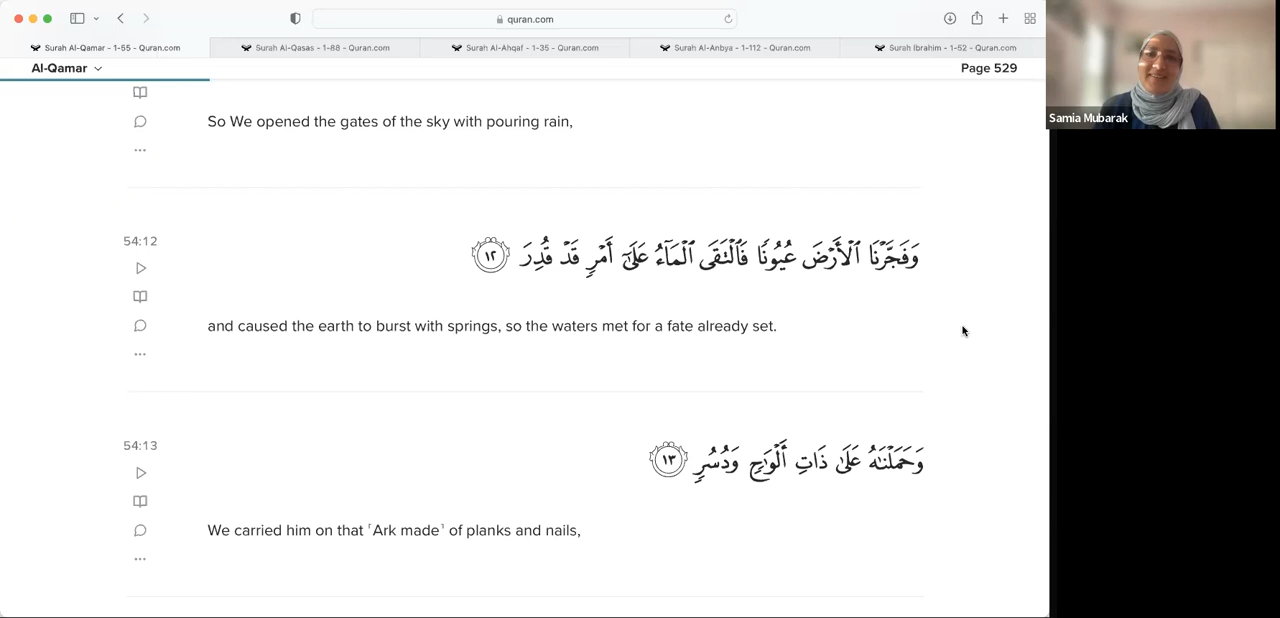 quran.com
Surah Al-Qamar - 1-55 - Quran.com
Surah Al-Qasas - 1-88 - Quran.com
Surah Al-Ahqaf - 1-35 - Quran.com
Surah Al-Anbya - 1-112 - Quran.com
Surah Ibrahim - 1-52 - Quran.com
Al-Qamar
Page 529
Samia Mubarak
So We opened the gates of the sky with pouring rain,
54:12
وَفَجَّرْنَا ٱلْأَرْضَ عُيُونًا فَٱلْتَقَى ٱلْمَآءُ عَلَىٰٓ أَمْرٍ قَدْ قُدِرَ ١٢
and caused the earth to burst with springs, so the waters met for a fate already set.
54:13
وَحَمَلْنَـٰهُ عَلَىٰ ذَاتِ أَلْوَٰحٍ وَدُسُرٍ ١٣
We carried him on that ˹Ark made˺ of planks and nails,